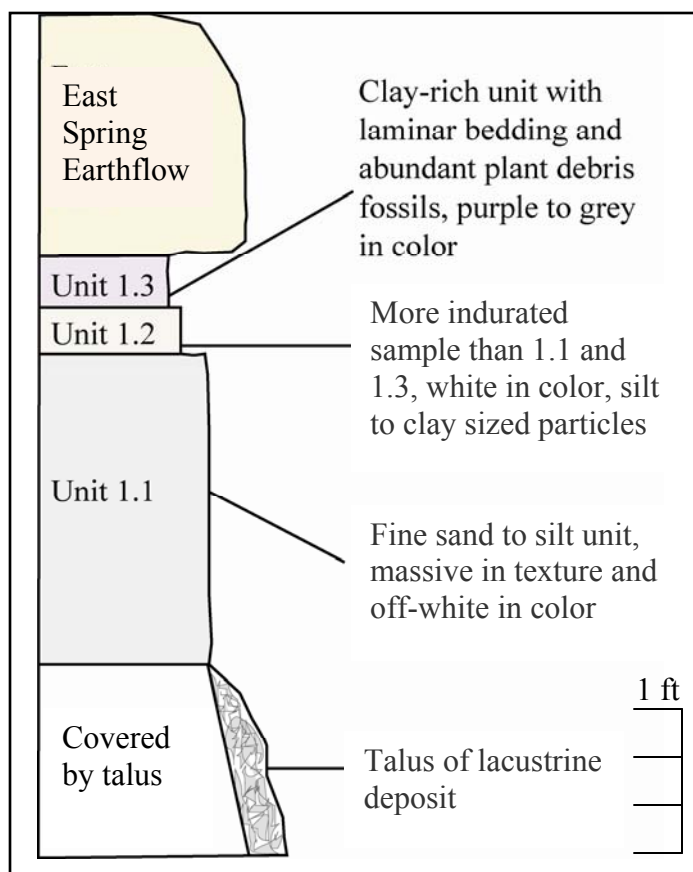 East
Spring
Earthflow
Clay-rich unit with
laminar bedding and
abundant plant debris
fossils, purple to grey
in color
Unit 1.3
Unit 1.2
More indurated
sample than 1.1 and
1.3, white in color, silt
to clay sized particles
Unit 1.1
Fine sand to silt unit,
massive in texture and
off-white in color
1 ft
Covered
by talus
Talus of lacustrine
deposit